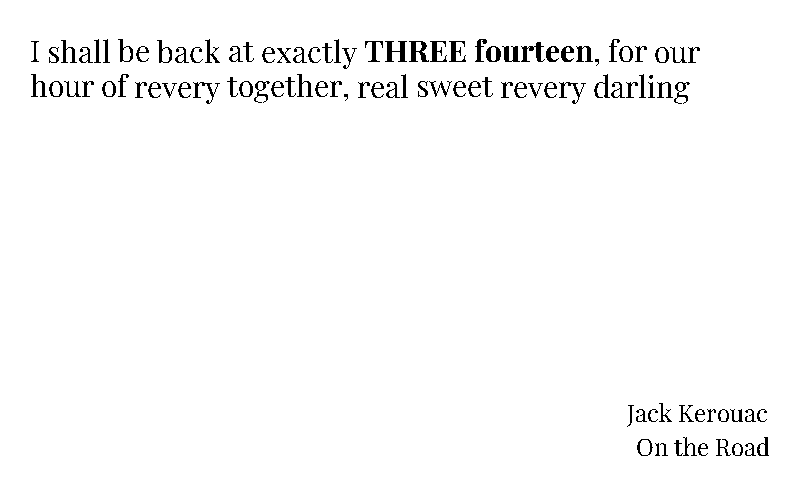 I shall be back at exactly THREE fourteen, for our
hour of revery together, real sweet revery darling
Jack Kerouac
On the Road